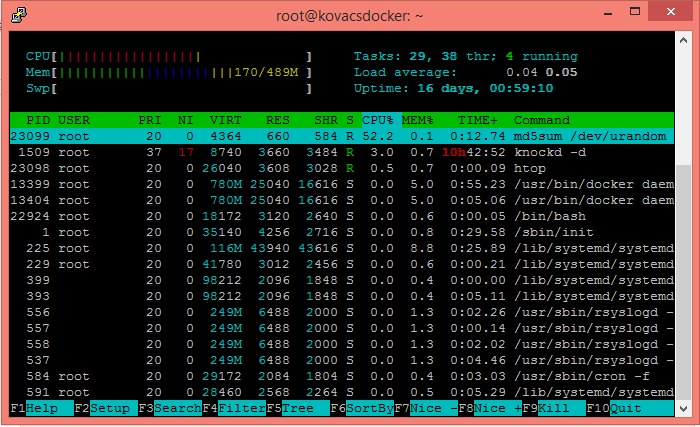 root@kovacsdocker: ~
CPU[||||||||||||||||||| ] Tasks: 29, 38 thr; 4 running
Mem[|||||||||||||||||||||||170/489M ] Load average: 0.04 0.05
Swp[ ] Uptime: 16 days, 00:59:10
PID USER PRI NI VIRT RES SHR S CPU% MEM% TIME+ Command
23099 root 20 0 4364 660 584 R 52.2 0.1 0:12.74 md5sum /dev/urandom
1509 root 37 17 8740 3660 3484 R 3.0 0.7 10h42:52 knockd -d
23098 root 20 0 26040 3608 3028 R 0.5 0.7 0:00.09 htop
13399 root 20 0 780M 25040 16616 S 0.0 5.0 0:55.23 /usr/bin/docker daem
13404 root 20 0 780M 25040 16616 S 0.0 5.0 0:05.06 /usr/bin/docker daem
22924 root 20 0 18172 3120 2640 S 0.0 0.6 0:00.05 /bin/bash
1 root 20 0 35140 4256 2716 S 0.0 0.8 0:29.58 /sbin/init
225 root 20 0 116M 43940 43616 S 0.0 8.8 0:25.89 /lib/systemd/systemd
229 root 20 0 41780 3012 2456 S 0.0 0.6 0:00.21 /lib/systemd/systemd
399 20 0 98212 2096 1848 S 0.0 0.4 0:00.00 /lib/systemd/systemd
393 20 0 98212 2096 1848 S 0.0 0.4 0:05.11 /lib/systemd/systemd
556 20 0 249M 6488 2000 S 0.0 1.3 0:02.26 /usr/sbin/rsyslogd -
557 20 0 249M 6488 2000 S 0.0 1.3 0:00.14 /usr/sbin/rsyslogd -
558 20 0 249M 6488 2000 S 0.0 1.3 0:02.02 /usr/sbin/rsyslogd -
537 20 0 249M 6488 2000 S 0.0 1.3 0:04.46 /usr/sbin/rsyslogd -
584 root 20 0 29172 2084 1804 S 0.0 0.4 0:03.03 /usr/sbin/cron -f
591 root 20 0 28460 2568 2264 S 0.0 0.5 0:05.29 /lib/systemd/systemd
F1Help F2Setup F3SearchF4FilterF5Tree F6SortByF7Nice -F8Nice +F9Kill F10Quit